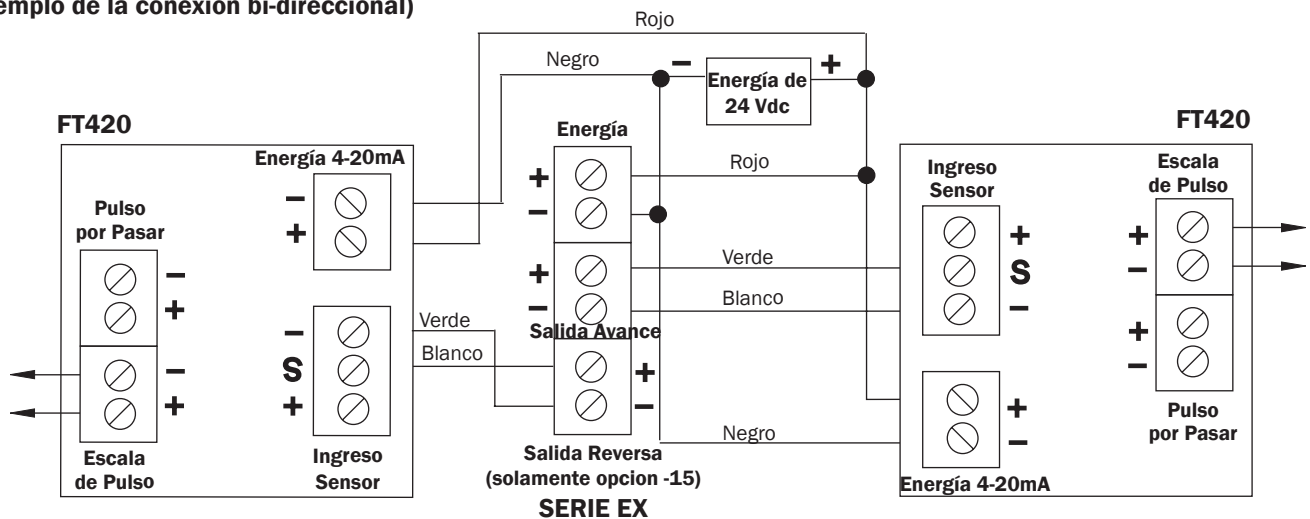 emplo de la conexión bi-direccional)
Rojo
Negro
− Energía de +
24 Vdc
FT420
FT420
Energía 4-20mA
−
+
Pulso
por Pasar
−
+
−
+
Escala
de Pulso
−
S
+
Ingreso
Sensor
Verde
Blanco
Energía
+
−
+
−
Salida Avance
+
−
Salida Reversa
(solamente opcion -15)
SERIE EX
Rojo
Verde
Blanco
Negro
Ingreso
Sensor
+
S
−
+
−
Energía 4-20mA
Escala
de Pulso
+
−
+
−
Pulso
por Pasar